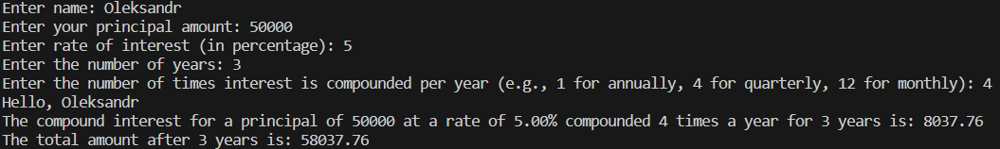 Enter name: Oleksandr
Enter your principal amount: 50000
Enter rate of interest (in percentage): 5
Enter the number of years: 3
Enter the number of times interest is compounded per year (e.g., 1 for annually, 4 for quarterly, 12 for monthly): 4
Hello, Oleksandr
The compound interest for a principal of 50000 at a rate of 5.00% compounded 4 times a year for 3 years is: 8037.76
The total amount after 3 years is: 58037.76